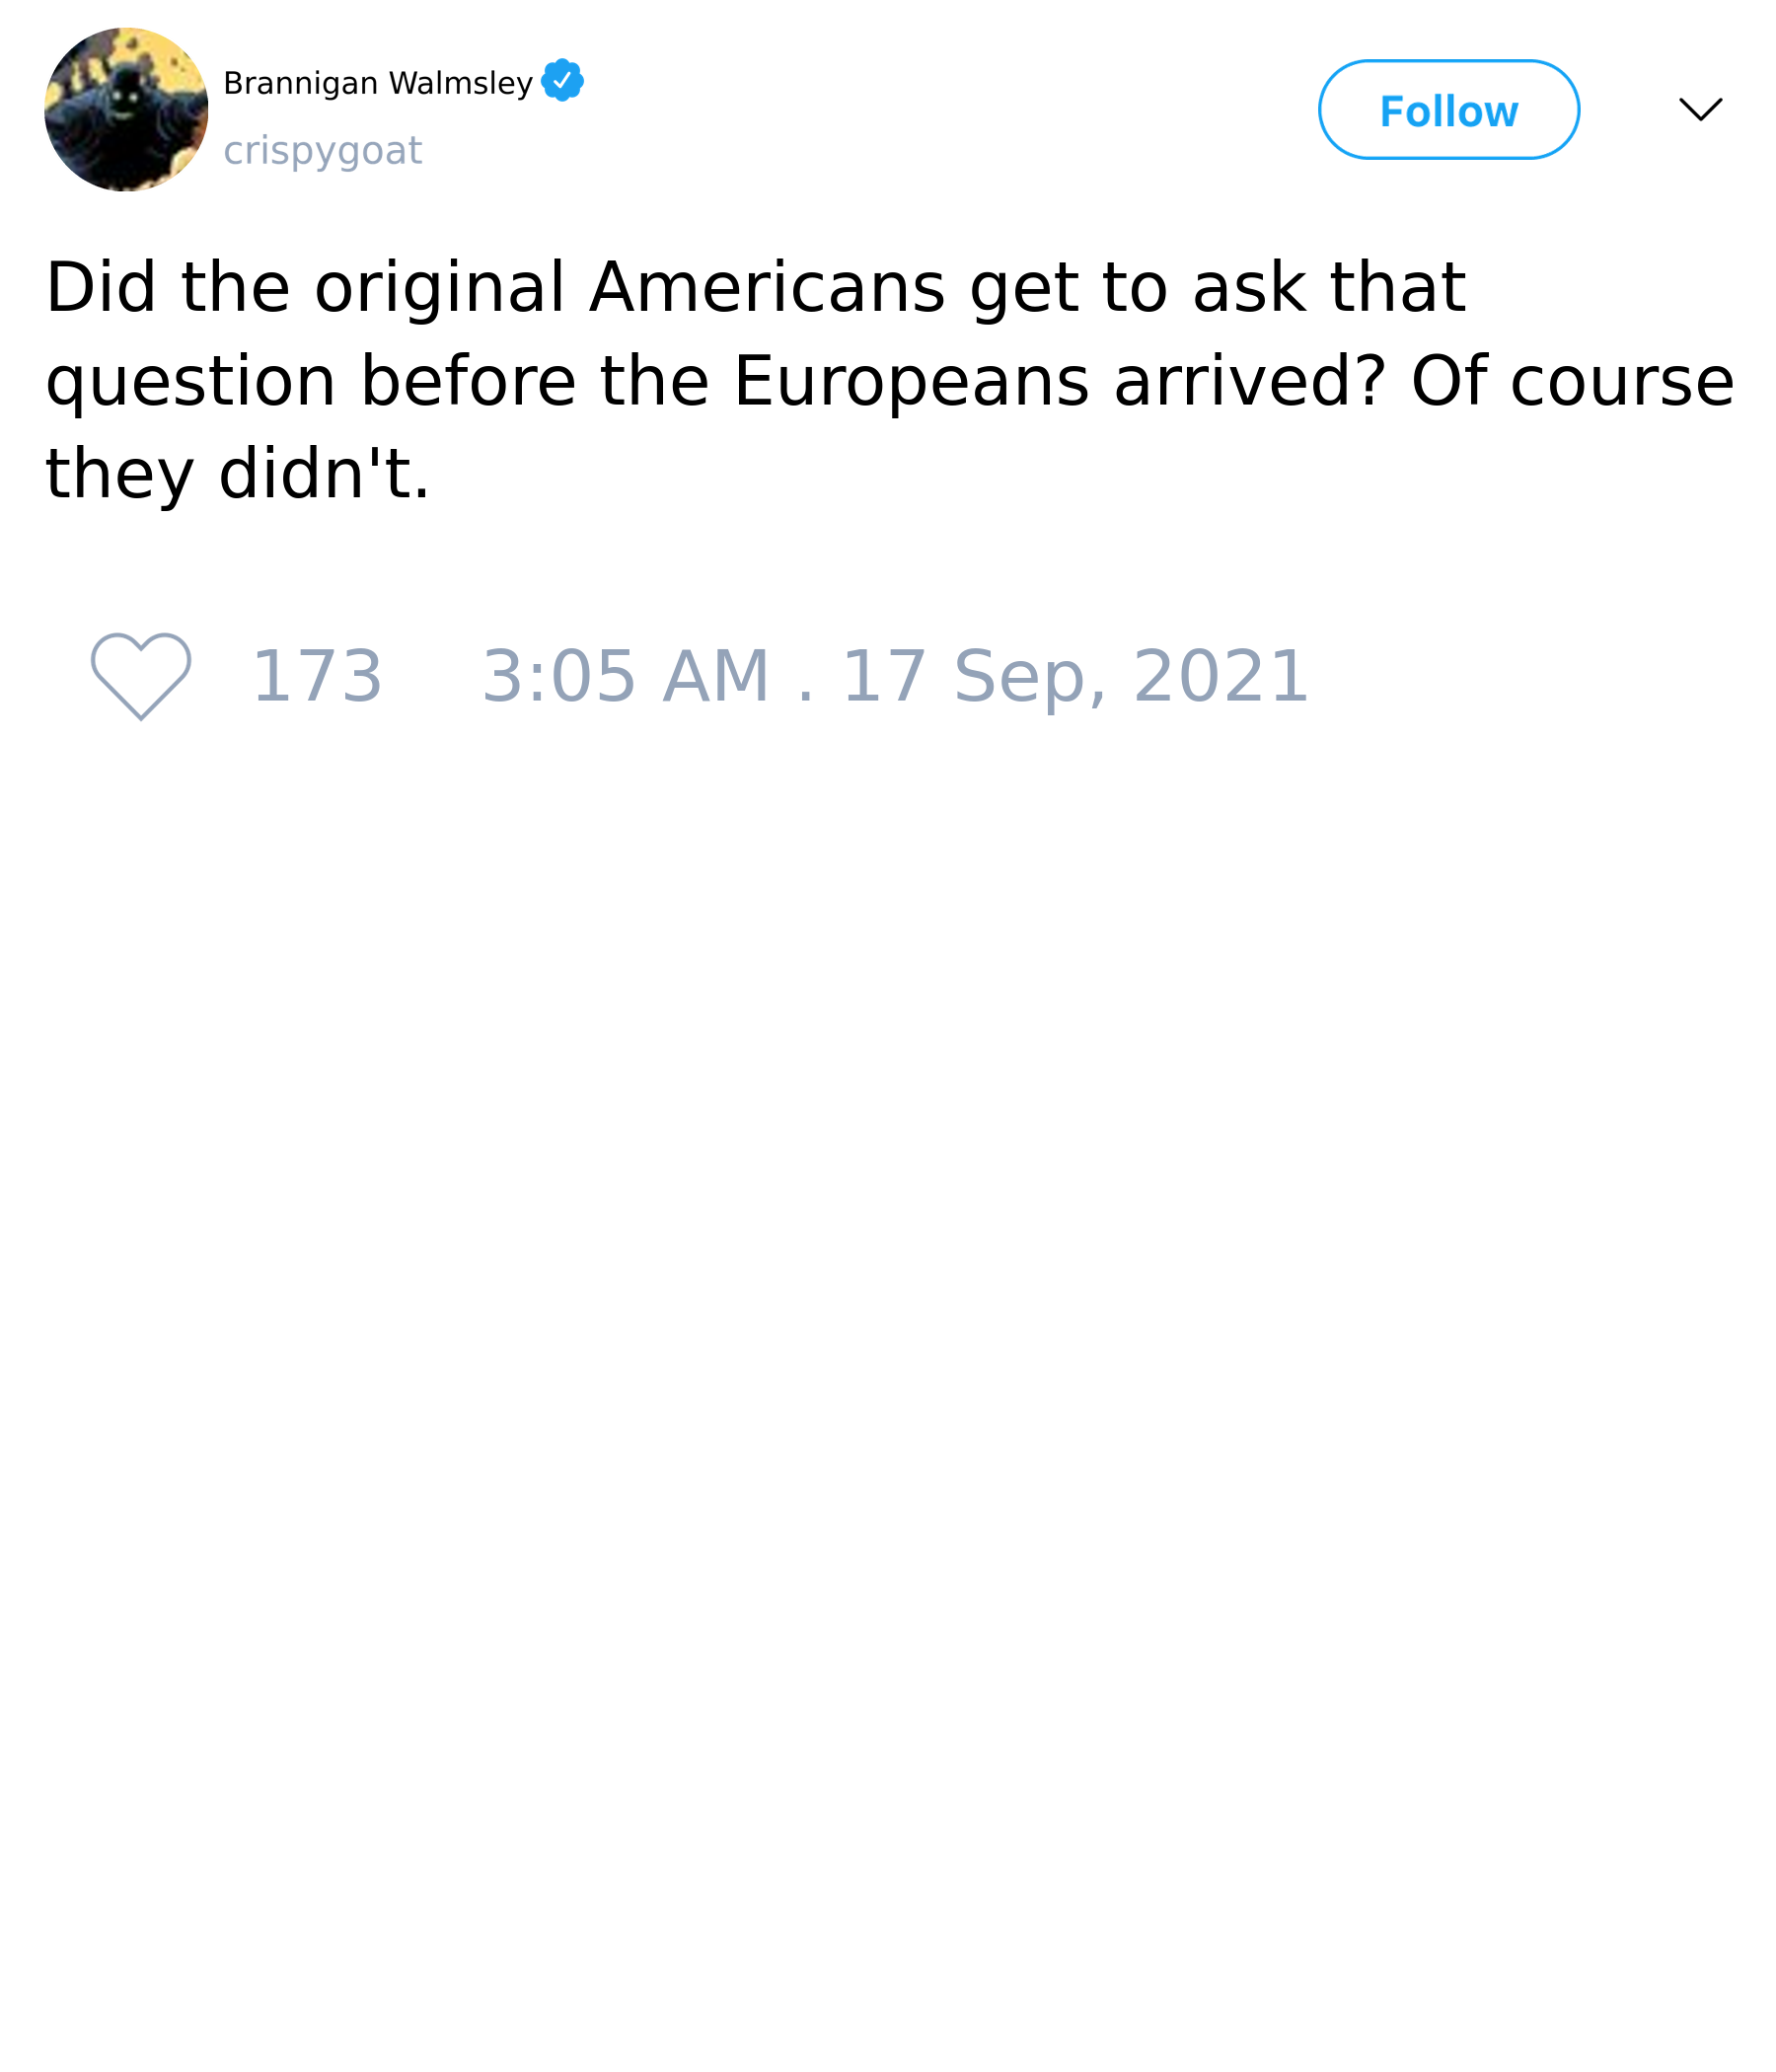 Brannigan Walmsley
crispygoat
Follow
Did the original Americans get to ask that
question before the Europeans arrived? Of course
they didn't.
173 3:05 AM . 17 Sep, 2021